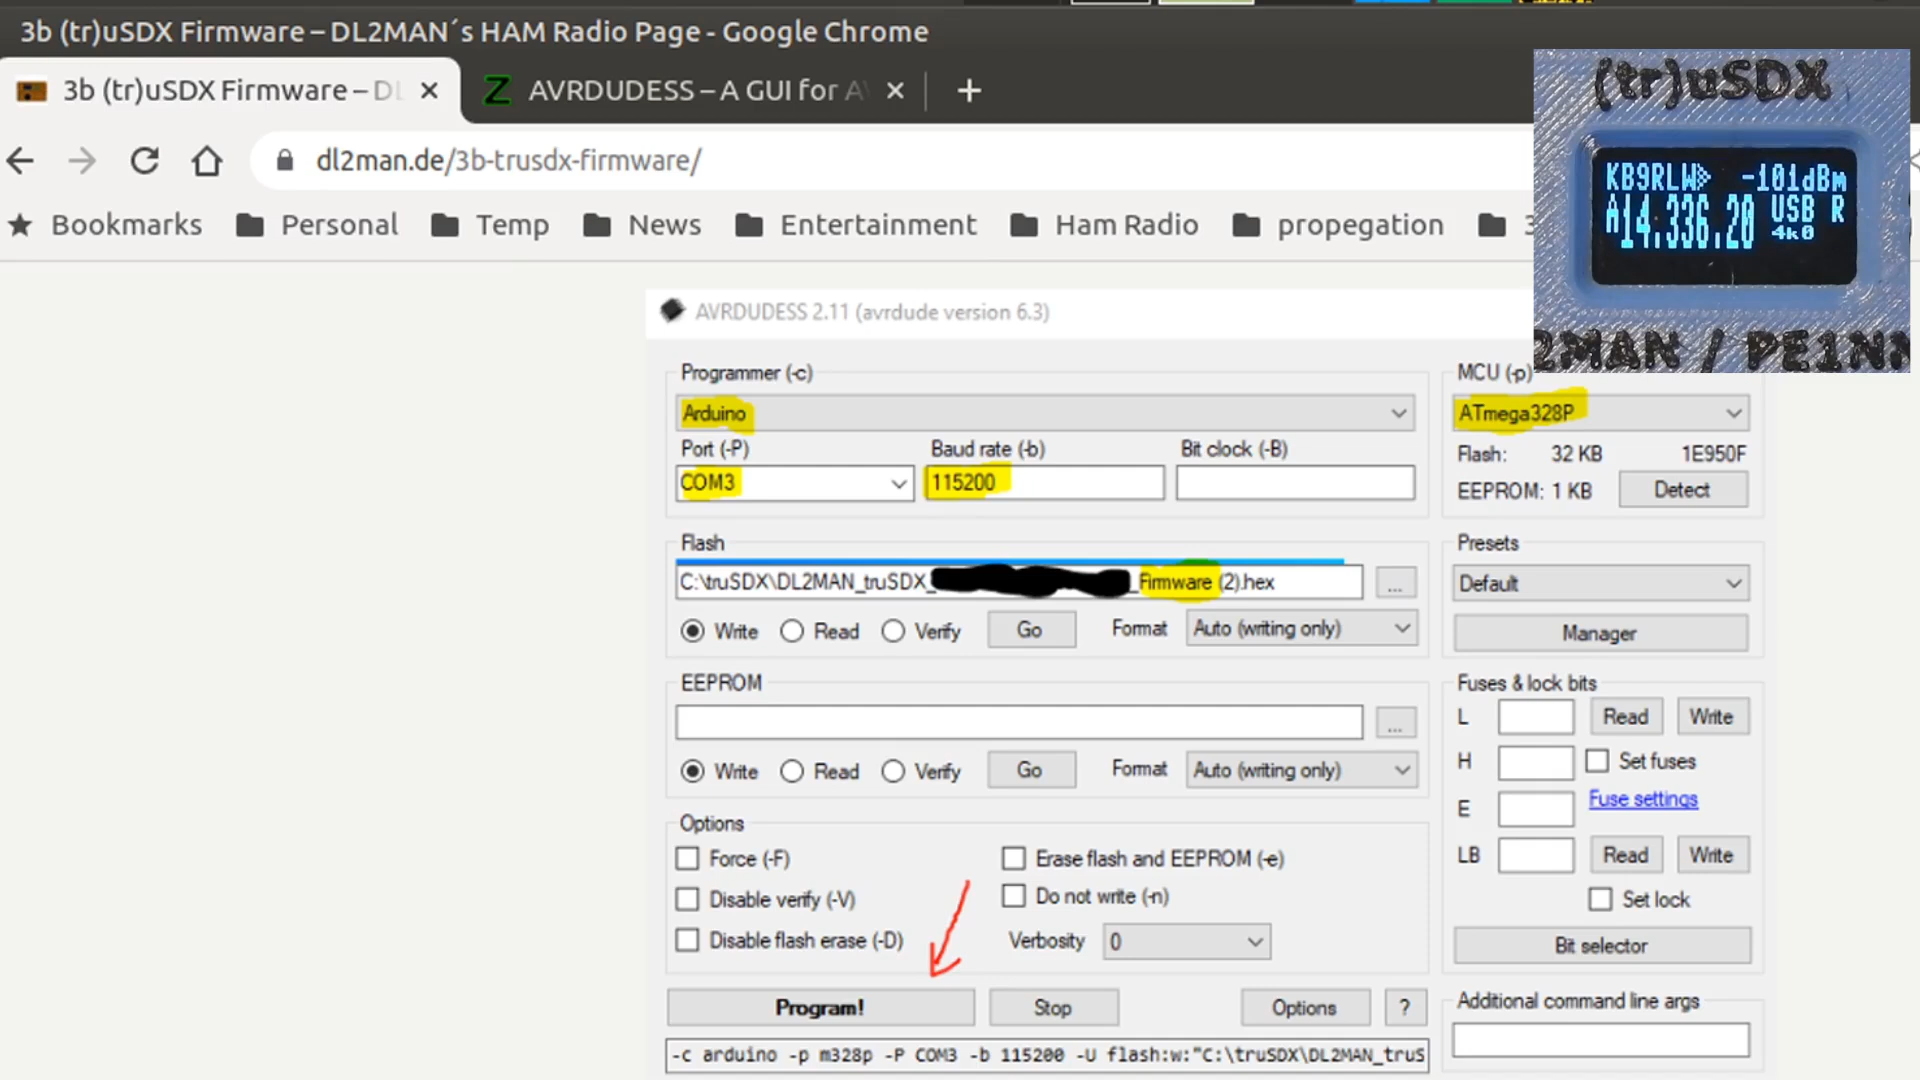 3b (tr)uSDX Firmware – DL2MAN´s HAM Radio Page - Google Chrome
3b (tr)uSDX Firmware – DL
AVRDUDESS – A GUI for AV
dl2man.de/3b-trusdx-firmware/
Bookmarks Personal Temp News Entertainment Ham Radio propegation
(tr)uSDX
KB9RLW> -101dBm
A14.336.20 USB R
4k0
2MAN / PE1NN
AVRDUDESS 2.11 (avrdude version 6.3)
Programmer (-c)
Arduino
Port (-P) Baud rate (-b) Bit clock (-B)
COM3 115200
MCU (-p)
ATmega328P
Flash: 32 KB 1E950F
EEPROM: 1 KB Detect
Flash
C:\truSDX\DL2MAN_truSDX_ _Firmware (2).hex ...
Write Read Verify Go Format Auto (writing only)
Presets
Default
Manager
EEPROM
...
Write Read Verify Go Format Auto (writing only)
Fuses & lock bits
L Read Write
H Set fuses
E Fuse settings
LB Read Write
Set lock
Bit selector
Options
Force (-F) Erase flash and EEPROM (-e)
Disable verify (-V) Do not write (-n)
Disable flash erase (-D) Verbosity 0
Program! Stop Options ?
Additional command line args
-c arduino -p m328p -P COM3 -b 115200 -U flash:w:"C:\truSDX\DL2MAN_truS